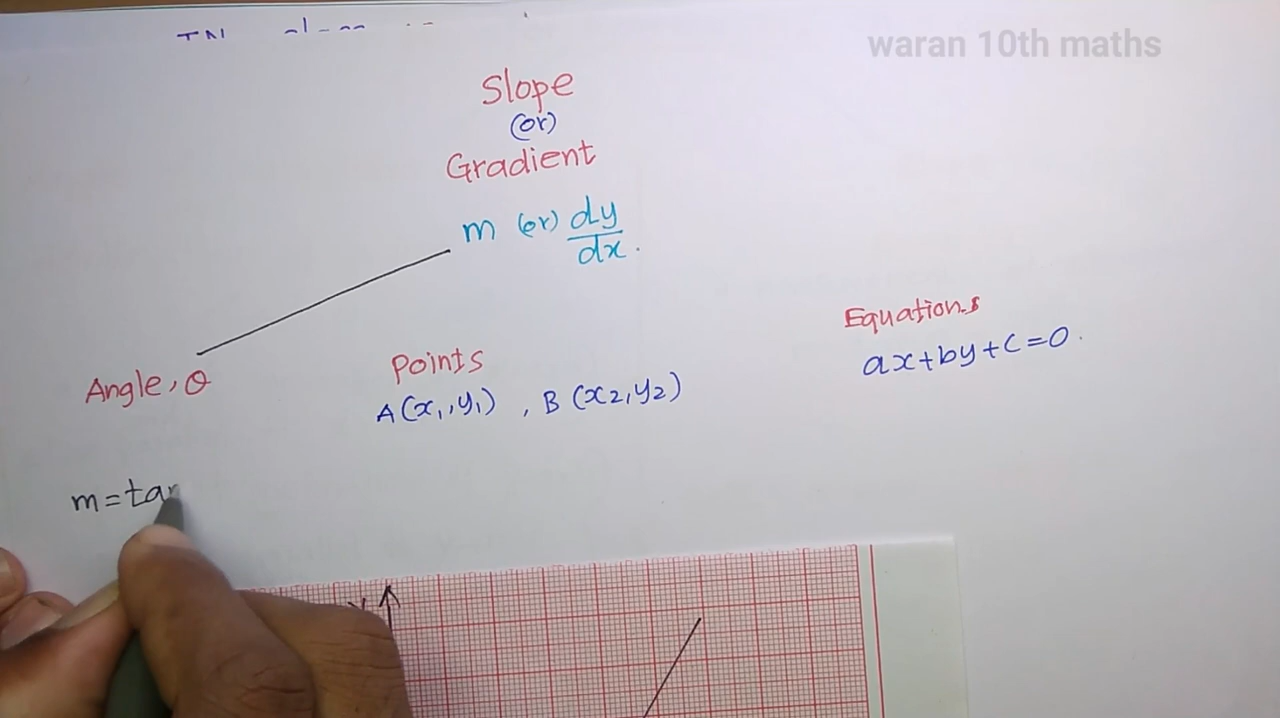 waran 10th maths
Slope
(or)
Gradient
m (or) dy/dx.
Equations
ax+by+c=0.
Angle, θ
Points
A(x₁,y₁) , B(x₂,y₂)
m=tan
Y